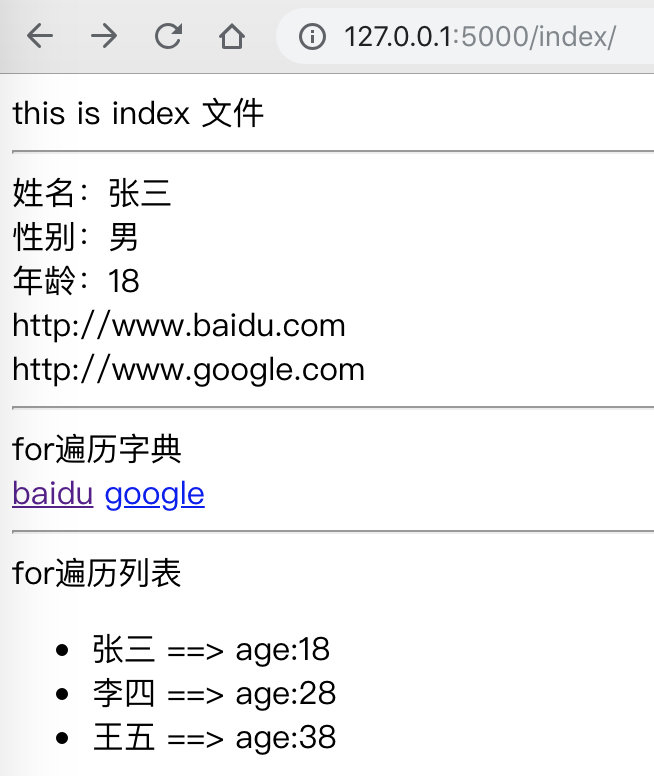 127.0.0.1:5000/index/
this is index 文件
姓名：张三
性别：男
年龄：18
http://www.baidu.com
http://www.google.com
for遍历字典
baidu google
for遍历列表
张三 ==> age:18
李四 ==> age:28
王五 ==> age:38